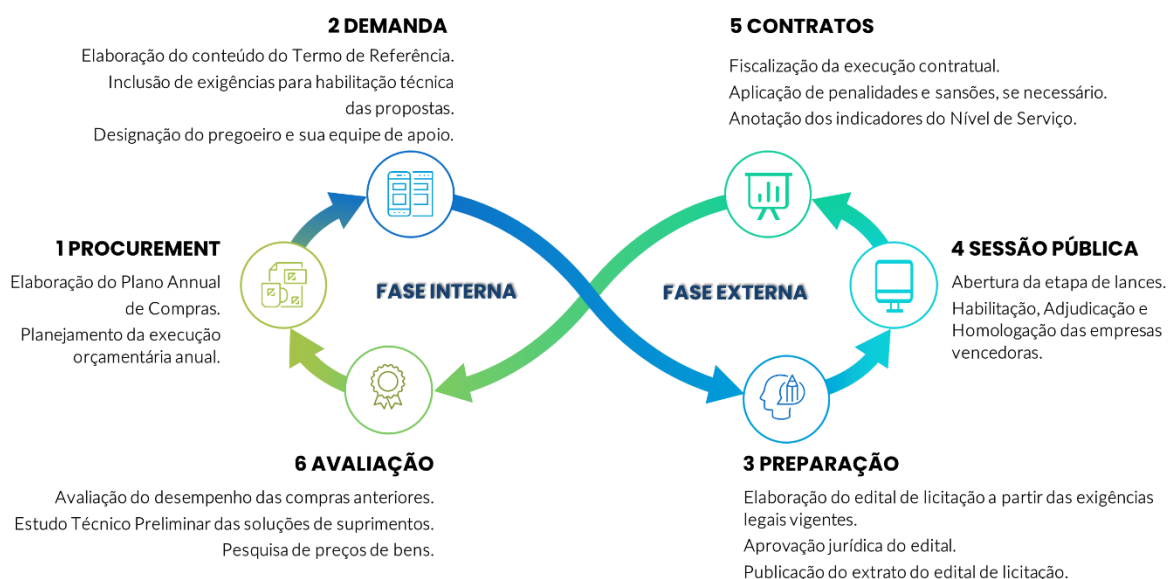 2 DEMANDA
Elaboração do conteúdo do Termo de Referência.
Inclusão de exigências para habilitação técnica
das propostas.
Designação do pregoeiro e sua equipe de apoio.
5 CONTRATOS
Fiscalização da execução contratual.
Aplicação de penalidades e sansões, se necessário.
Anotação dos indicadores do Nível de Serviço.
1 PROCUREMENT
Elaboração do Plano Annual
de Compras.
Planejamento da execução
orçamentária anual.
FASE INTERNA
FASE EXTERNA
4 SESSÃO PÚBLICA
Abertura da etapa de lances.
Habilitação, Adjudicação e
Homologação das empresas
vencedoras.
6 AVALIAÇÃO
Avaliação do desempenho das compras anteriores.
Estudo Técnico Preliminar das soluções de suprimentos.
Pesquisa de preços de bens.
3 PREPARAÇÃO
Elaboração do edital de licitação a partir das exigências
legais vigentes.
Aprovação jurídica do edital.
Publicação do extrato do edital de licitação.